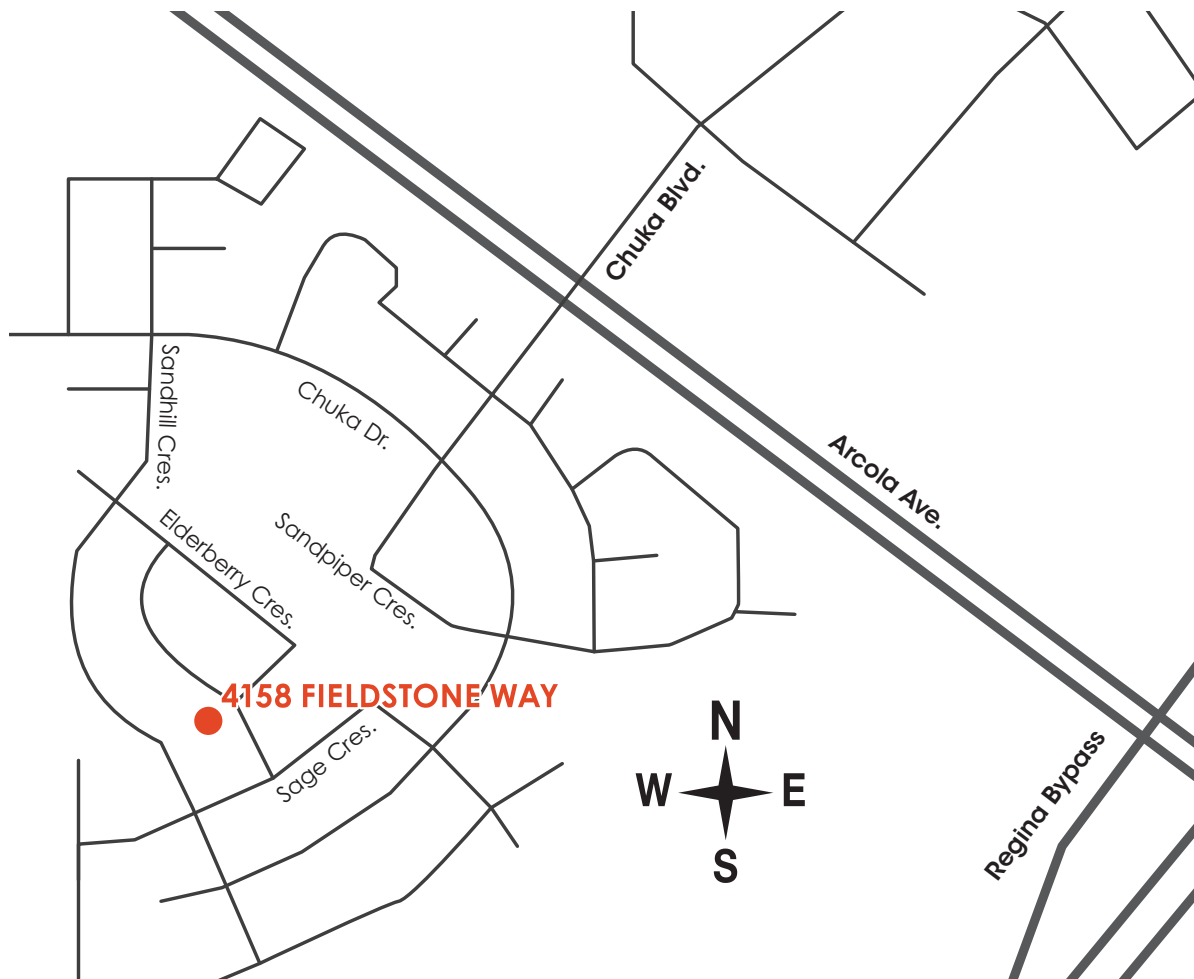 Chuka Blvd.
Sandhill Cres.
Chuka Dr.
Arcola Ave.
Elderberry Cres.
Sandpiper Cres.
4158 FIELDSTONE WAY
Sage Cres.
N
W E
S
Regina Bypass